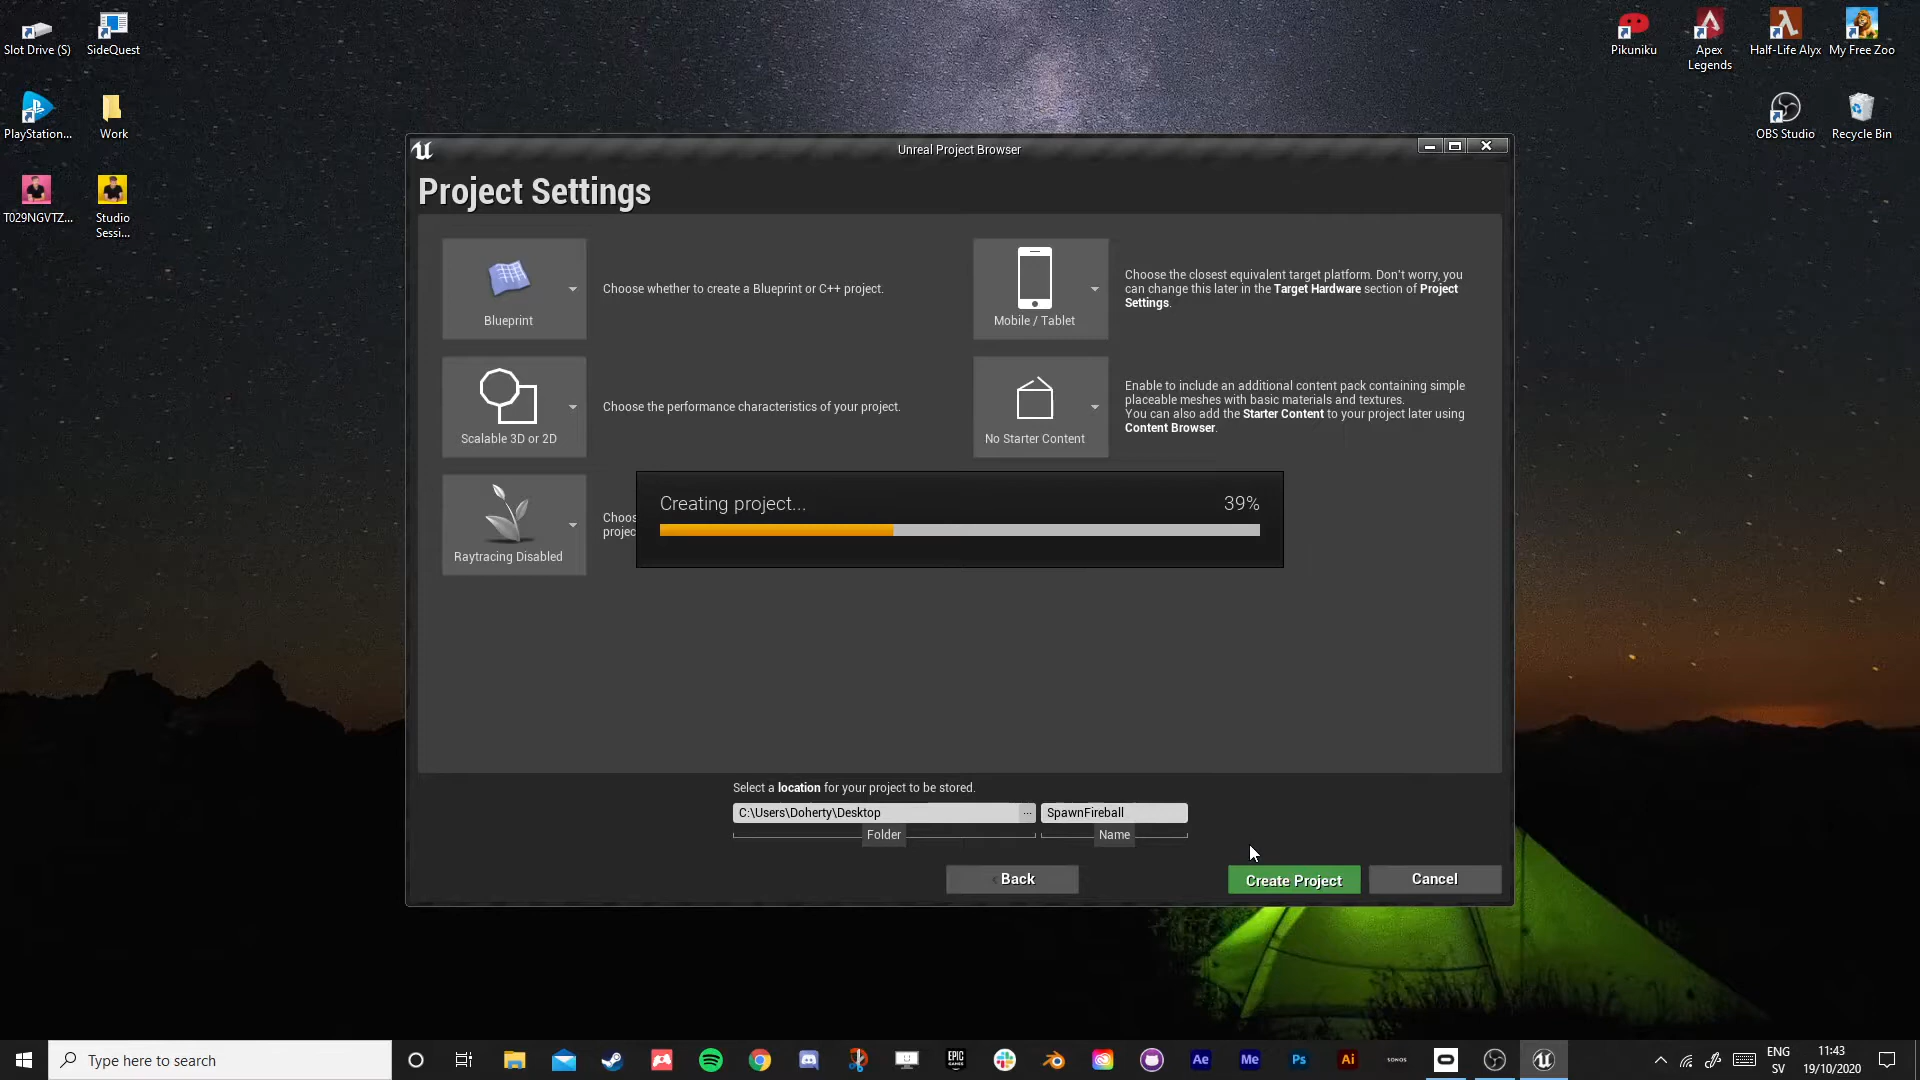 Slot Drive (S)
SideQuest
PlayStation...
Work
T029NGVTZ...
Studio
Sessi...
Pikuniku
Apex
Legends
Half-Life Alyx
My Free Zoo
OBS Studio
Recycle Bin
Unreal Project Browser
Project Settings
Blueprint
Choose whether to create a Blueprint or C++ project.
Mobile / Tablet
Choose the closest equivalent target platform. Don't worry, you
can change this later in the Target Hardware section of Project
Settings.
Scalable 3D or 2D
Choose the performance characteristics of your project.
No Starter Content
Enable to include an additional content pack containing simple
placeable meshes with basic materials and textures.
You can also add the Starter Content to your project later using
Content Browser.
Raytracing Disabled
Choos
projec
Creating project...
39%
Select a location for your project to be stored.
C:\Users\Doherty\Desktop
...
SpawnFireball
Folder
Name
Back
Create Project
Cancel
Type here to search
EPIC
GAMES
Ae
Me
Ps
Ai
SONOS
ENG
SV
11:43
19/10/2020